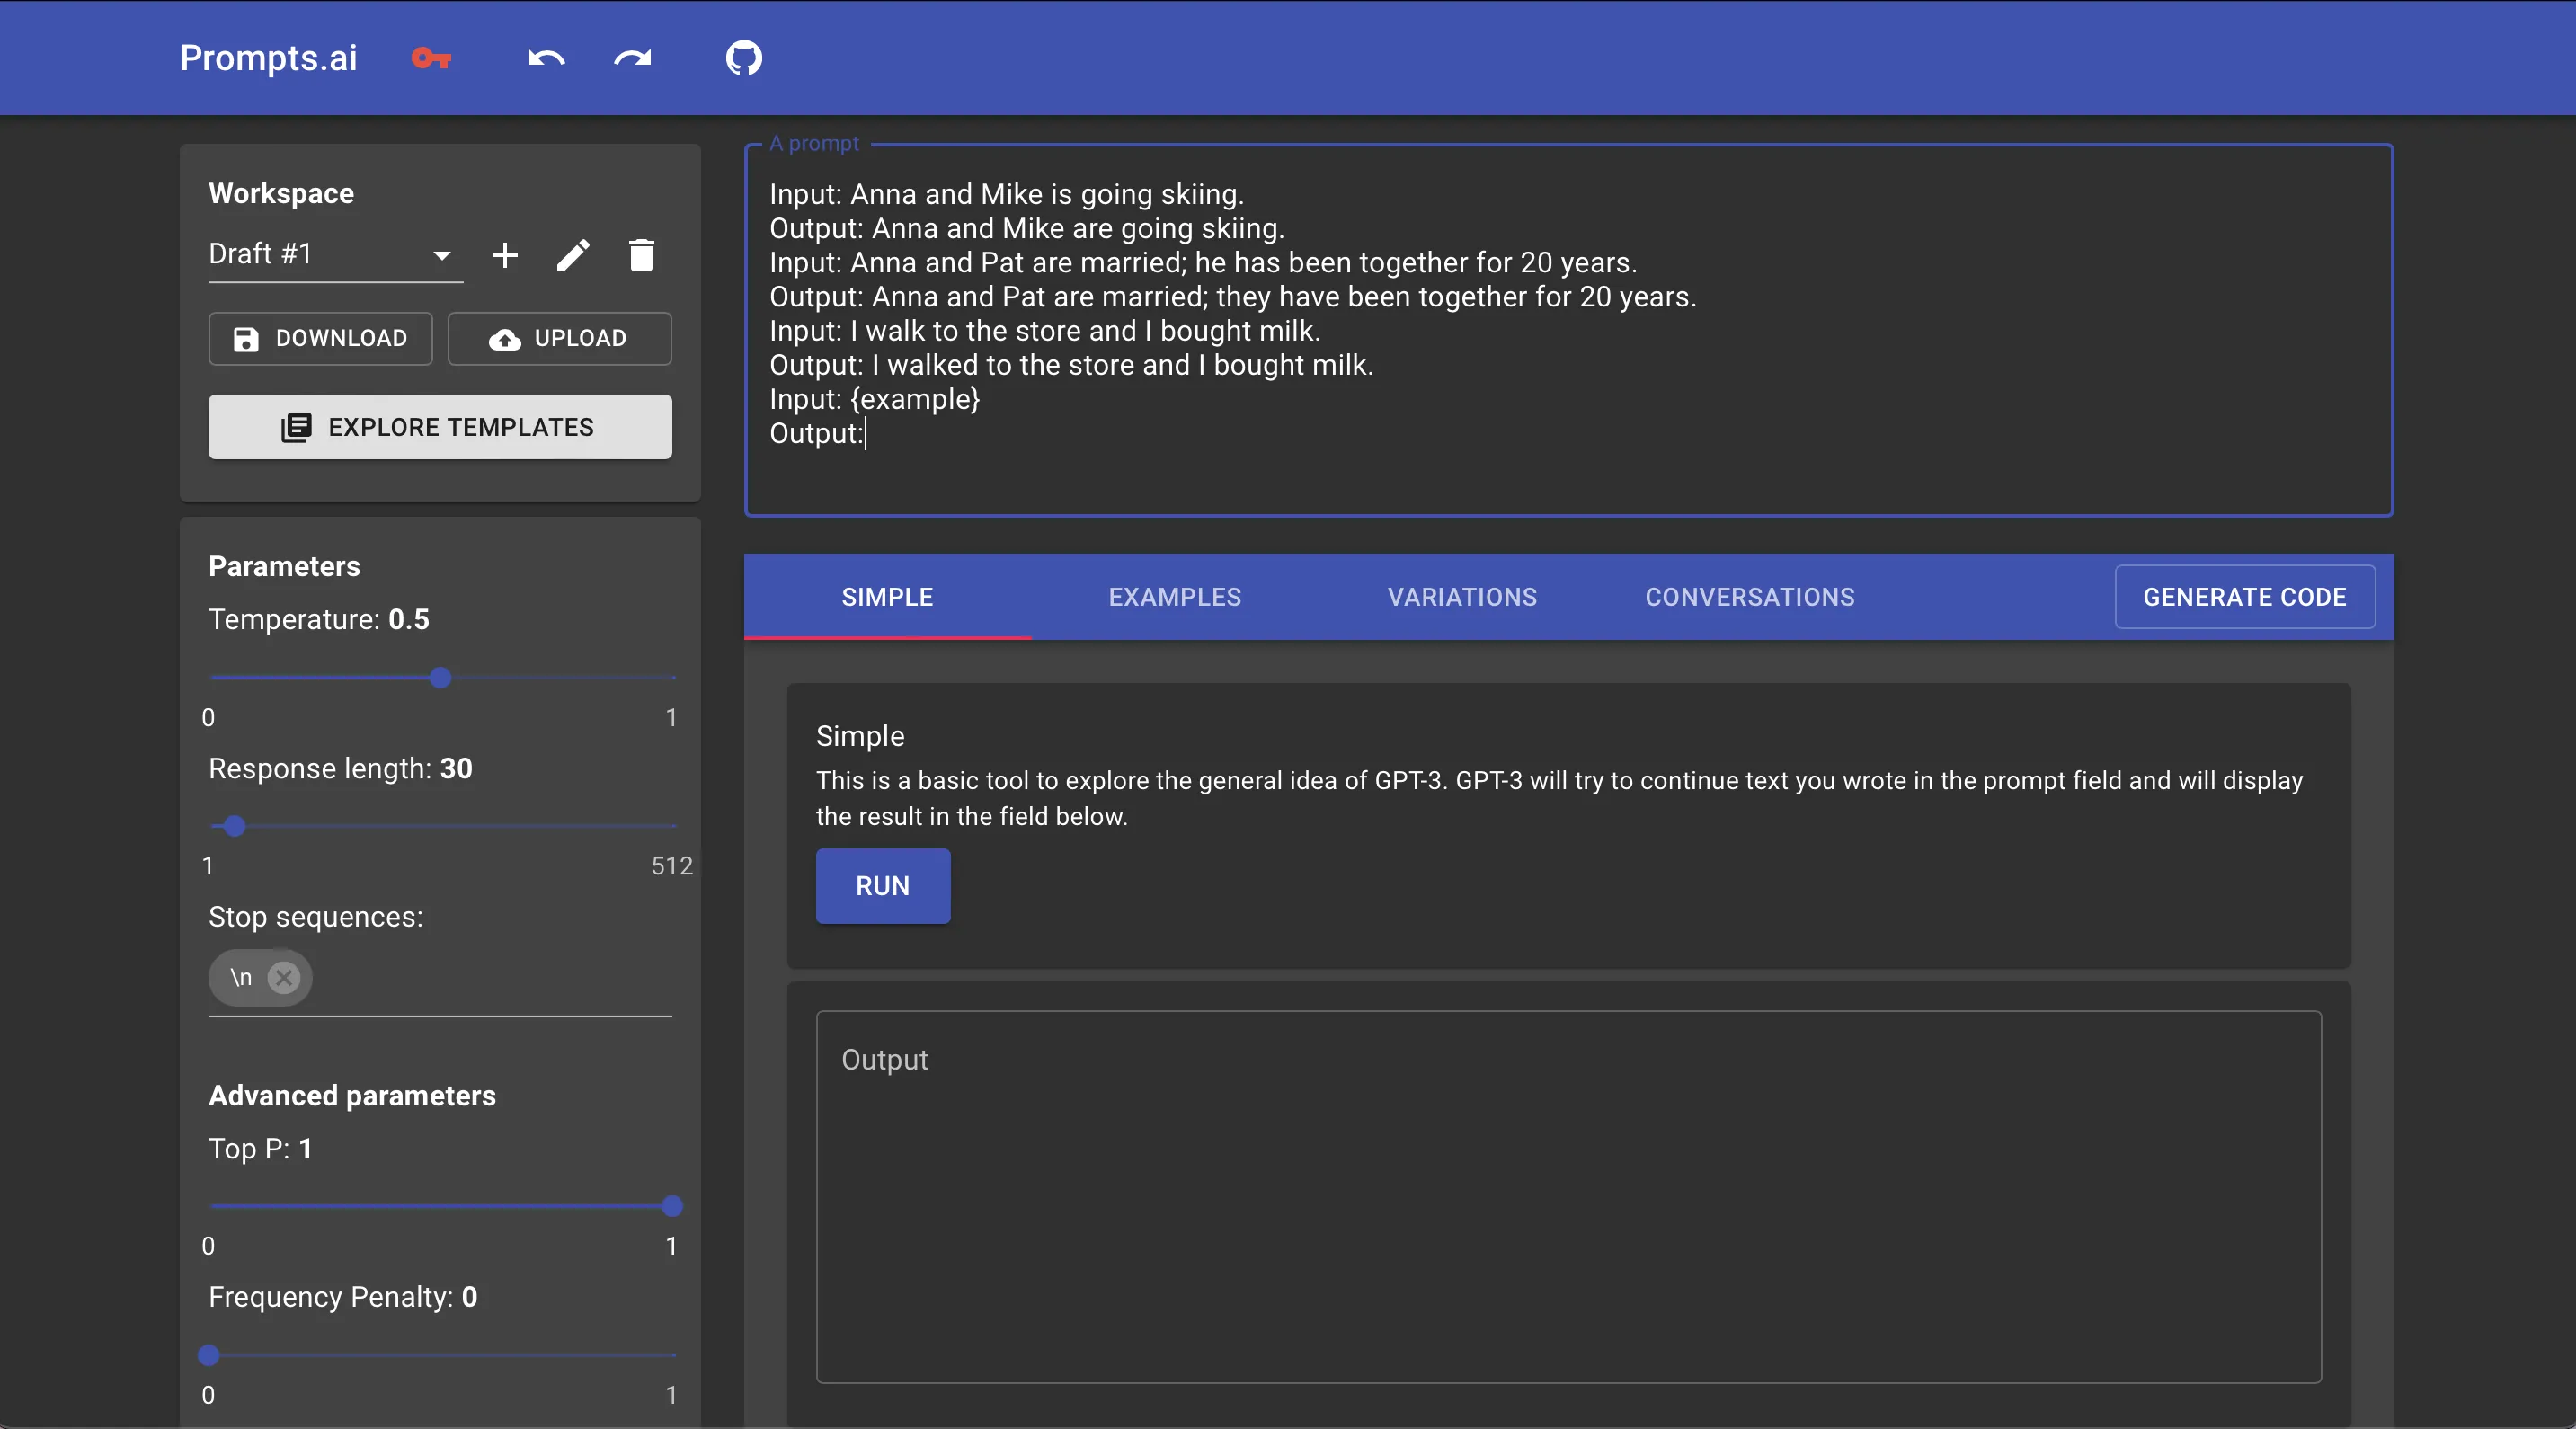 Prompts.ai
Workspace
Draft #1
DOWNLOAD
UPLOAD
EXPLORE TEMPLATES
Parameters
Temperature: 0.5
0 1
Response length: 30
1 512
Stop sequences:
\n
Advanced parameters
Top P: 1
0 1
Frequency Penalty: 0
0 1
A prompt
Input: Anna and Mike is going skiing.
Output: Anna and Mike are going skiing.
Input: Anna and Pat are married; he has been together for 20 years.
Output: Anna and Pat are married; they have been together for 20 years.
Input: I walk to the store and I bought milk.
Output: I walked to the store and I bought milk.
Input: {example}
Output:
SIMPLE EXAMPLES VARIATIONS CONVERSATIONS GENERATE CODE
Simple
This is a basic tool to explore the general idea of GPT-3. GPT-3 will try to continue text you wrote in the prompt field and will display
the result in the field below.
RUN
Output